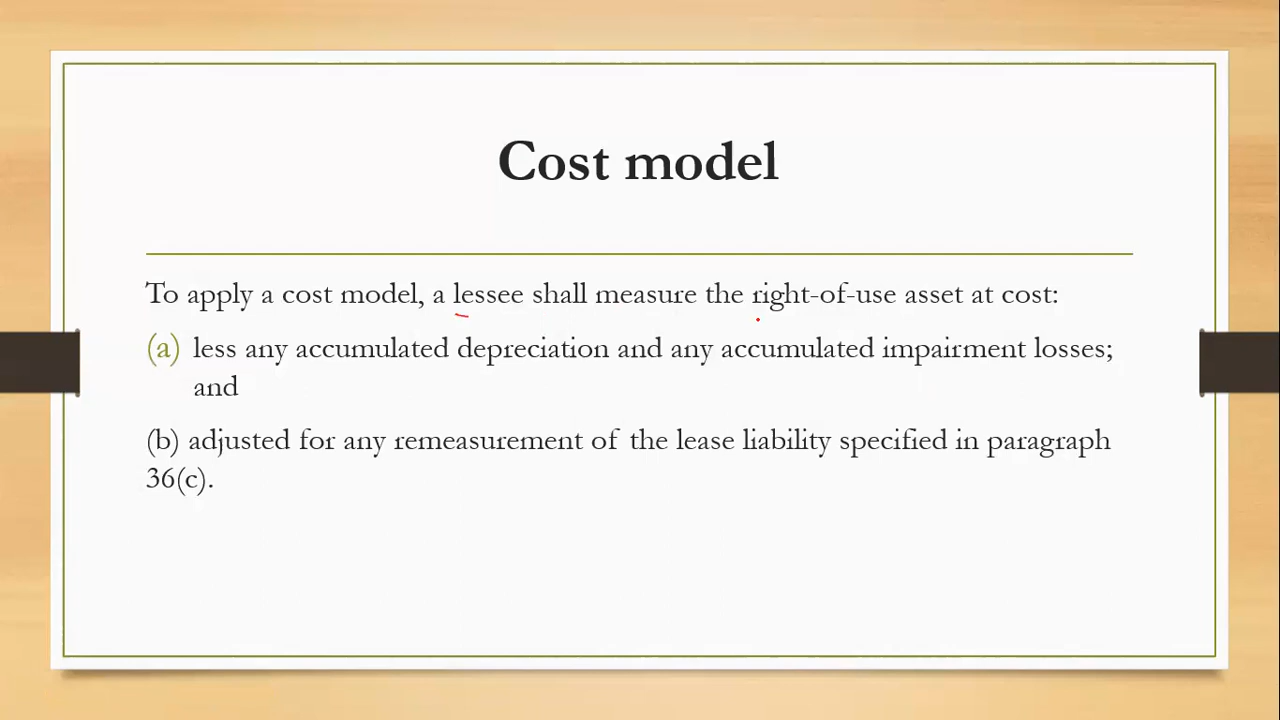 Cost model
To apply a cost model, a lessee shall measure the right-of-use asset at cost:
(a) less any accumulated depreciation and any accumulated impairment losses;
and
(b) adjusted for any remeasurement of the lease liability specified in paragraph
36(c).